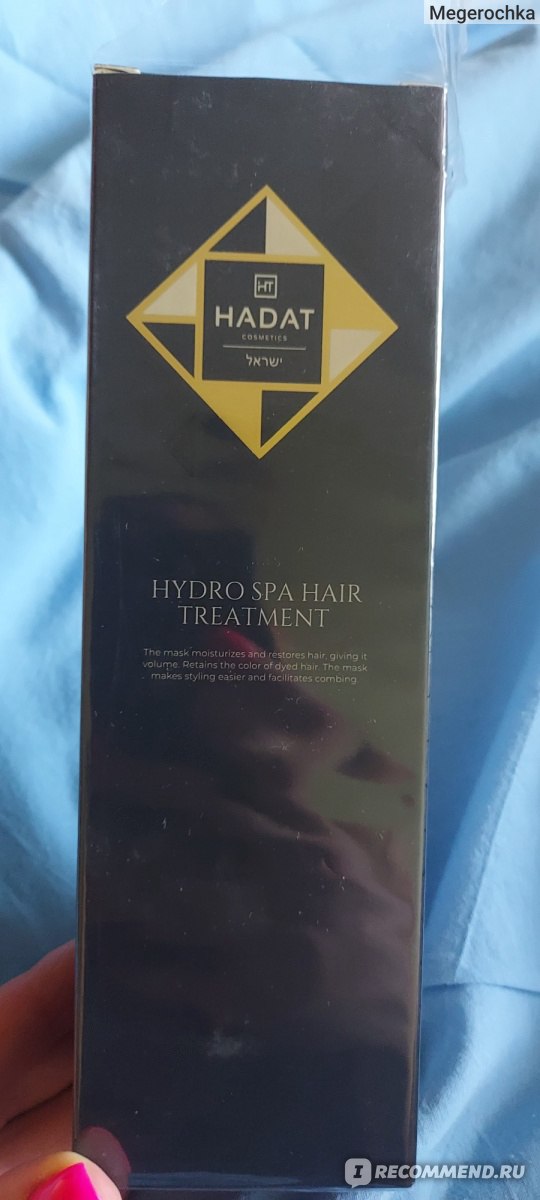 Megerochka
HT
HADAT
COSMETICS
ישראל
HYDRO SPA HAIR
TREATMENT
The mask moisturizes and restores hair, giving it
volume. Retains the color of dyed hair. The mask
makes styling easier and facilitates combing.
IRECOMMEND.RU